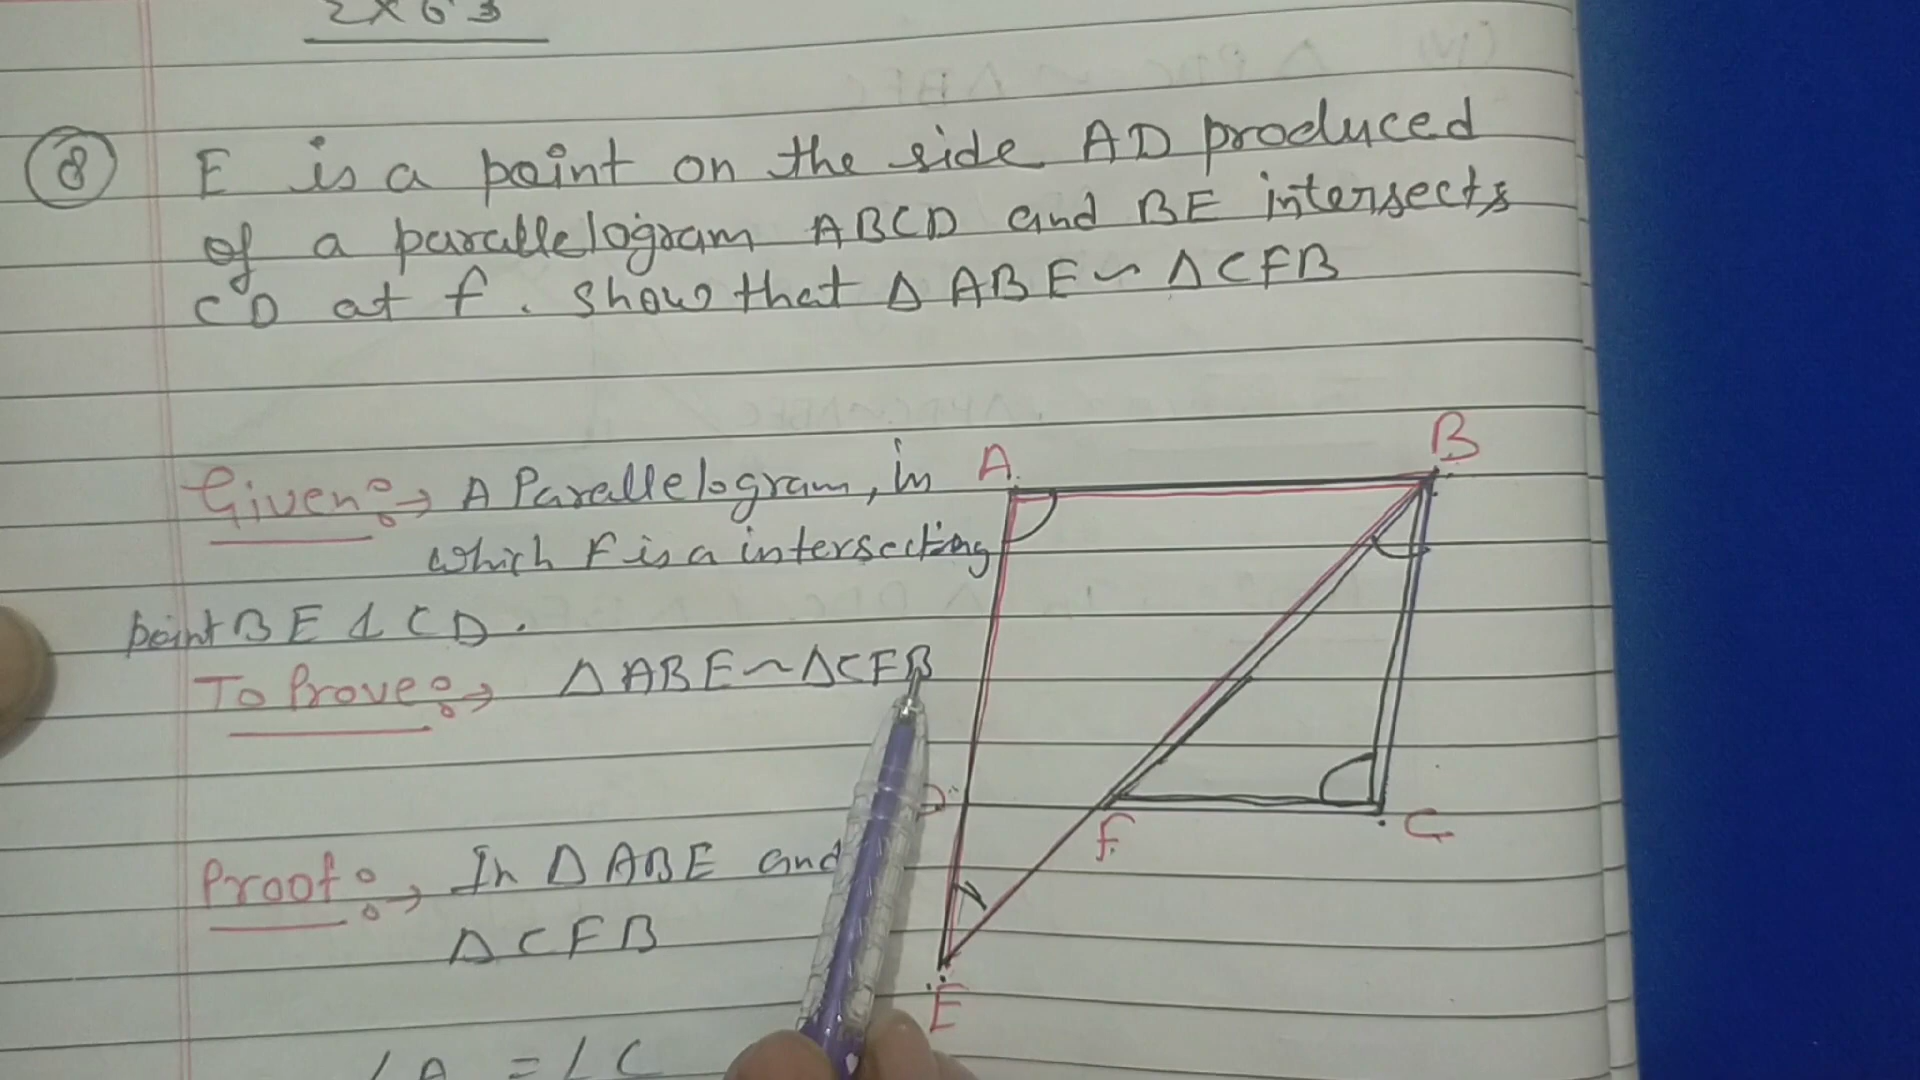 2x63
⑧ E is a point on the side AD produced
of a parallelogram ABCD and BE intersects
CD at f. show that Δ ABE ~ Δ CFB
Given:→ A Parallelogram, in
which F is a intersecting
point BE & CD.
To Prove:→ Δ ABE ~ Δ CFB
Proof:→ In Δ ABE and
Δ CFB
∠A = ∠C
A
B
D
F
C
E